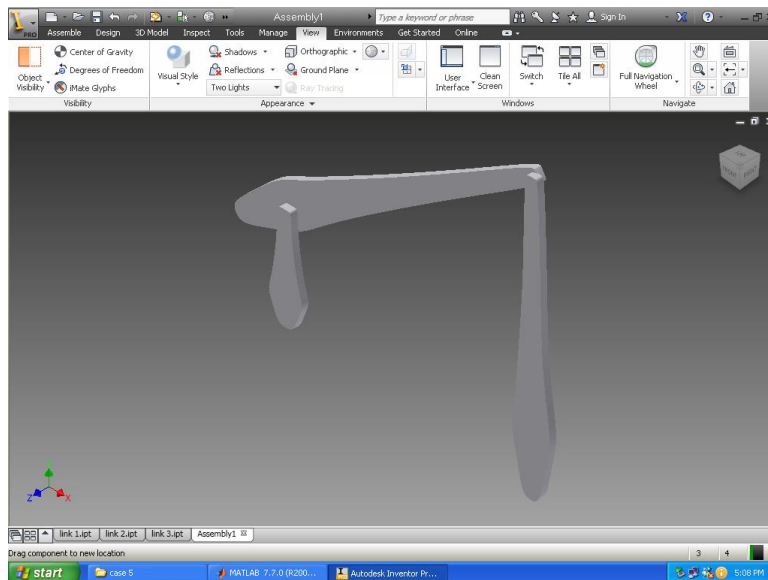 Assembly1
Type a keyword or phrase
Sign In
PRO
Assemble Design 3D Model Inspect Tools Manage View Environments Get Started Online
Object Visibility
Center of Gravity
Degrees of Freedom
iMate Glyphs
Visibility
Visual Style
Shadows
Reflections
Two Lights
Orthographic
Ground Plane
Ray Tracing
Appearance
User Interface
Clean Screen
Switch
Tile All
Windows
Full Navigation Wheel
Navigate
Y
Z
X
link 1.ipt link 2.ipt link 3.ipt Assembly1
Drag component to new location
3 4
start
case 5
MATLAB 7.7.0 (R200...
Autodesk Inventor Pr...
5:08 PM